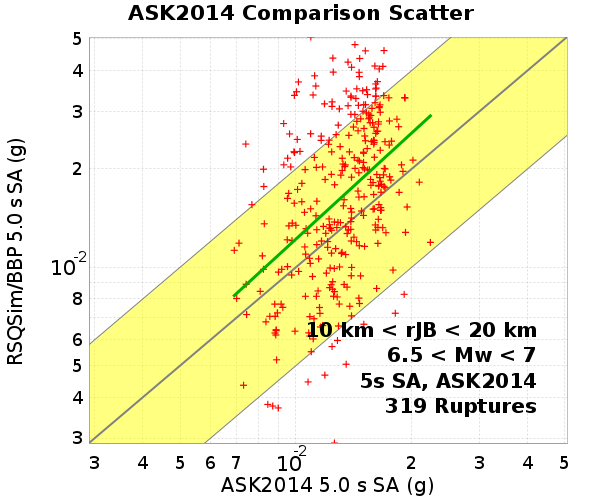 ASK2014 Comparison Scatter
RSQSim/BBP 5.0 s SA (g)
5
4
3
2
10-2
8
6
5
4
3
10 km < rJB < 20 km
6.5 < Mw < 7
5s SA, ASK2014
319 Ruptures
3 4 5 6 7 10-2 2 3 4 5
ASK2014 5.0 s SA (g)